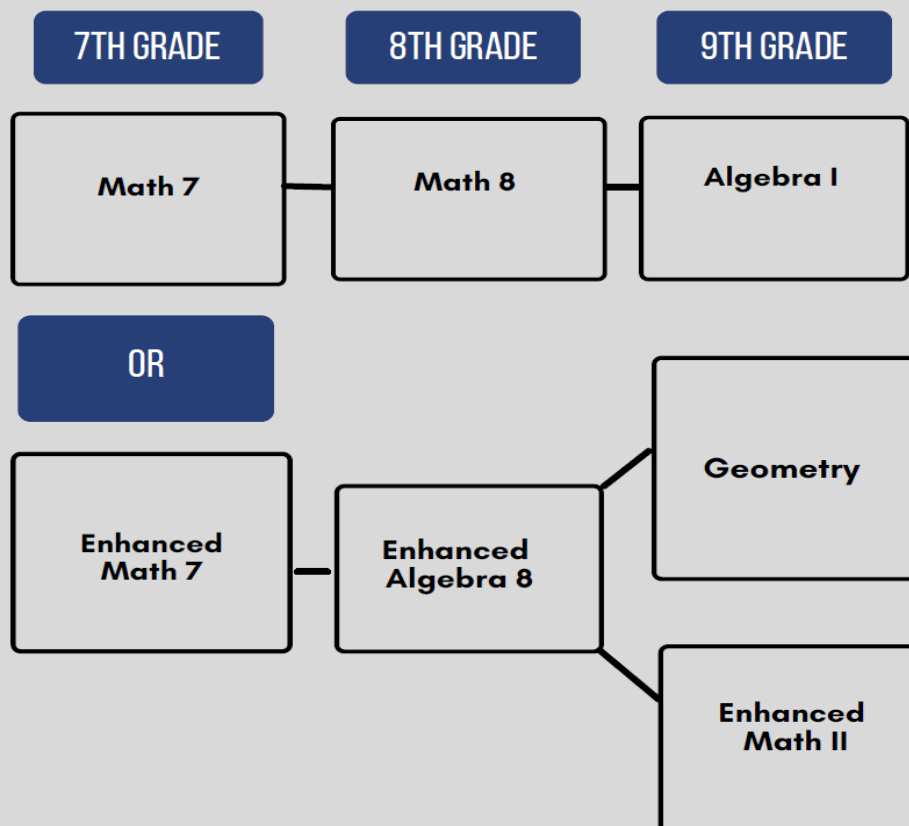 7TH GRADE
8TH GRADE
9TH GRADE
Math 7
Math 8
Algebra I
OR
Enhanced
Math 7
Enhanced
Algebra 8
Geometry
Enhanced
Math II